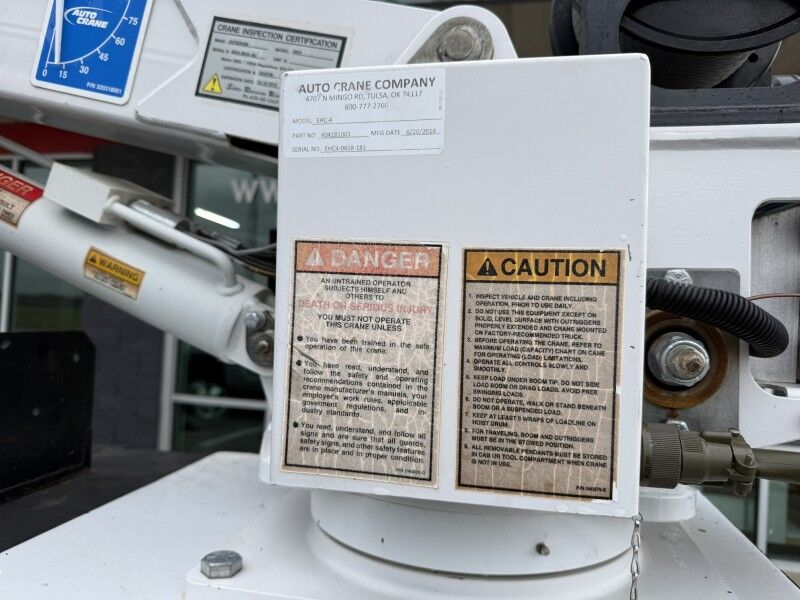 AUTO CRANE
75
60
45
30
15
0
P/N 320318001
CRANE INSPECTION CERTIFICATION
DANGER
WARNING
AUTO CRANE COMPANY
4707 N MINGO RD, TULSA, OK 74117
800-777-2760
MODEL EHC-4
PART NO. 404181003 MFG DATE 6/20/2018
SERIAL NO. EHC4-0618-181
DANGER
AN UNTRAINED OPERATOR
SUBJECTS HIMSELF AND
OTHERS TO
DEATH OR SERIOUS INJURY
YOU MUST NOT OPERATE
THIS CRANE UNLESS
● You have been trained in the safe
operation of this crane.
● You have read, understand, and
follow the safety and operating
recommendations contained in the
crane manufacturer's manuals, your
employer's work rules, applicable
government regulations, and in-
dustry standards.
● You read, understand, and follow all
signs and are sure that all guards,
safety signs, and other safety features
are in place and in proper condition.
CAUTION
1. INSPECT VEHICLE AND CRANE INCLUDING
OPERATION, PRIOR TO USE DAILY.
2. DO NOT USE THIS EQUIPMENT EXCEPT ON
SOLID, LEVEL SURFACE WITH OUTRIGGERS
PROPERLY EXTENDED AND CRANE MOUNTED
ON FACTORY-RECOMMENDED TRUCK.
3. BEFORE OPERATING THE CRANE, REFER TO
MAXIMUM LOAD (CAPACITY) CHART ON CANE
FOR OPERATING (LOAD) LIMITATIONS.
4. OPERATE ALL CONTROLS SLOWLY AND
SMOOTHLY.
5. KEEP LOAD UNDER BOOM TIP. DO NOT SIDE
LOAD BOOM OR DRAG LOADS. AVOID FREE
SWINGING LOADS.
6. DO NOT OPERATE, WALK OR STAND BENEATH
BOOM OR A SUSPENDED LOAD.
7. KEEP AT LEAST 5 WRAPS OF LOADLINE ON
HOIST DRUM.
8. FOR TRAVELING, BOOM AND OUTRIGGERS
MUST BE IN THE STORED POSITION.
9. ALL REMOVABLE PENDANTS MUST BE STORED
IN CAB OR TOOL COMPARTMENT WHEN CRANE
IS NOT IN USE.